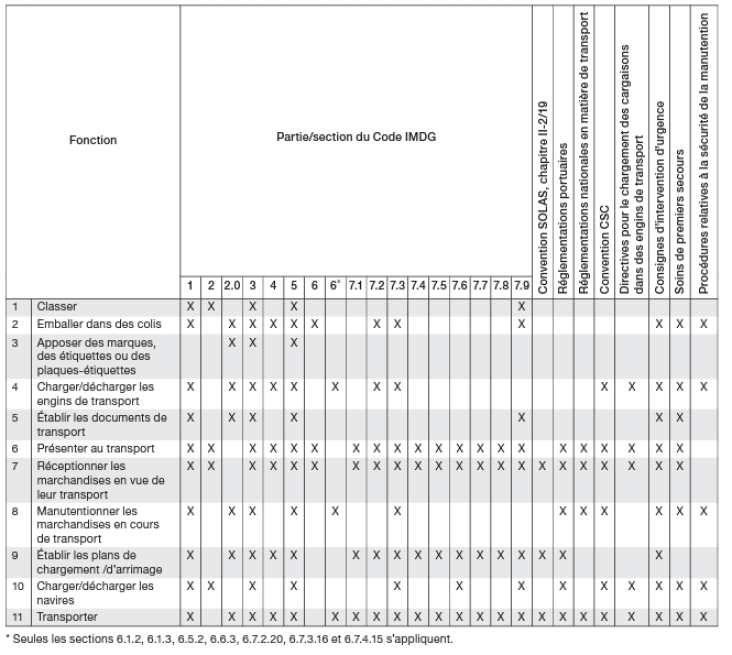 Fonction
Partie/section du Code IMDG
Convention SOLAS, chapitre II-2/19
Réglementations portuaires
Réglementations nationales en matière de transport
Convention CSC
Directives pour le chargement des cargaisons
dans des engins de transport
Consignes d'intervention d'urgence
Soins de premiers secours
Procédures relatives à la sécurité de la manutention
1 2 2.0 3 4 5 6 6* 7.1 7.2 7.3 7.4 7.5 7.6 7.7 7.8 7.9
1 Classer X X X X X
2 Emballer dans des colis X X X X X X X X X X X X
3 Apposer des marques, X X X
des étiquettes ou des
plaques-étiquettes
4 Charger/décharger les X X X X X X X X X X X X X
engins de transport
5 Établir les documents de X X X X X X X
transport
6 Présenter au transport X X X X X X X X X X X X X X X X X X X X X
7 Réceptionner les X X X X X X X X X X X X X X X X X X X X X X
marchandises en vue de
leur transport
8 Manutentionner les X X X X X X X X X X X X
marchandises en cours
de transport
9 Établir les plans de X X X X X X X X X X X X X X X X X
chargement /d'arrimage
10 Charger/décharger les X X X X X X X X X X X X X
navires
11 Transporter X X X X X X X X X X X X X X X X X X X X X X X
* Seules les sections 6.1.2, 6.1.3, 6.5.2, 6.6.3, 6.7.2.20, 6.7.3.16 et 6.7.4.15 s'appliquent.